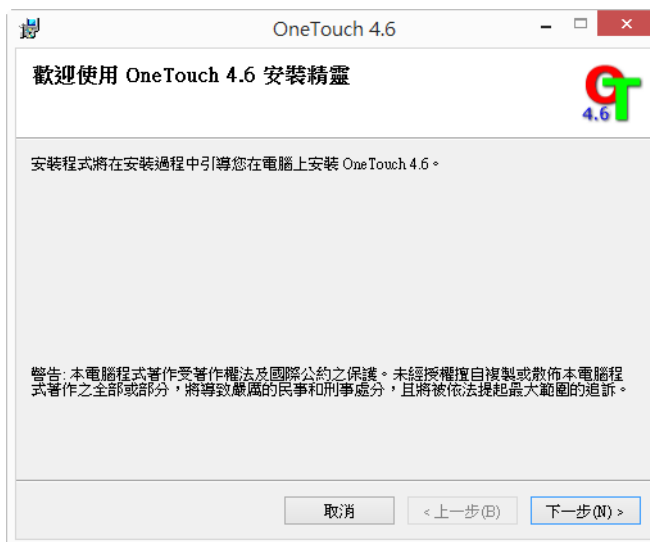 OneTouch 4.6
歡迎使用 OneTouch 4.6 安裝精靈
OT
4.6
安裝程式將在安裝過程中引導您在電腦上安裝 OneTouch 4.6。
警告: 本電腦程式著作受著作權法及國際公約之保護。未經授權擅自複製或散佈本電腦程
式著作之全部或部分，將導致嚴厲的民事和刑事處分，且將被依法提起最大範圍的追訴。
取消
<上一步(B)
下一步(N) >